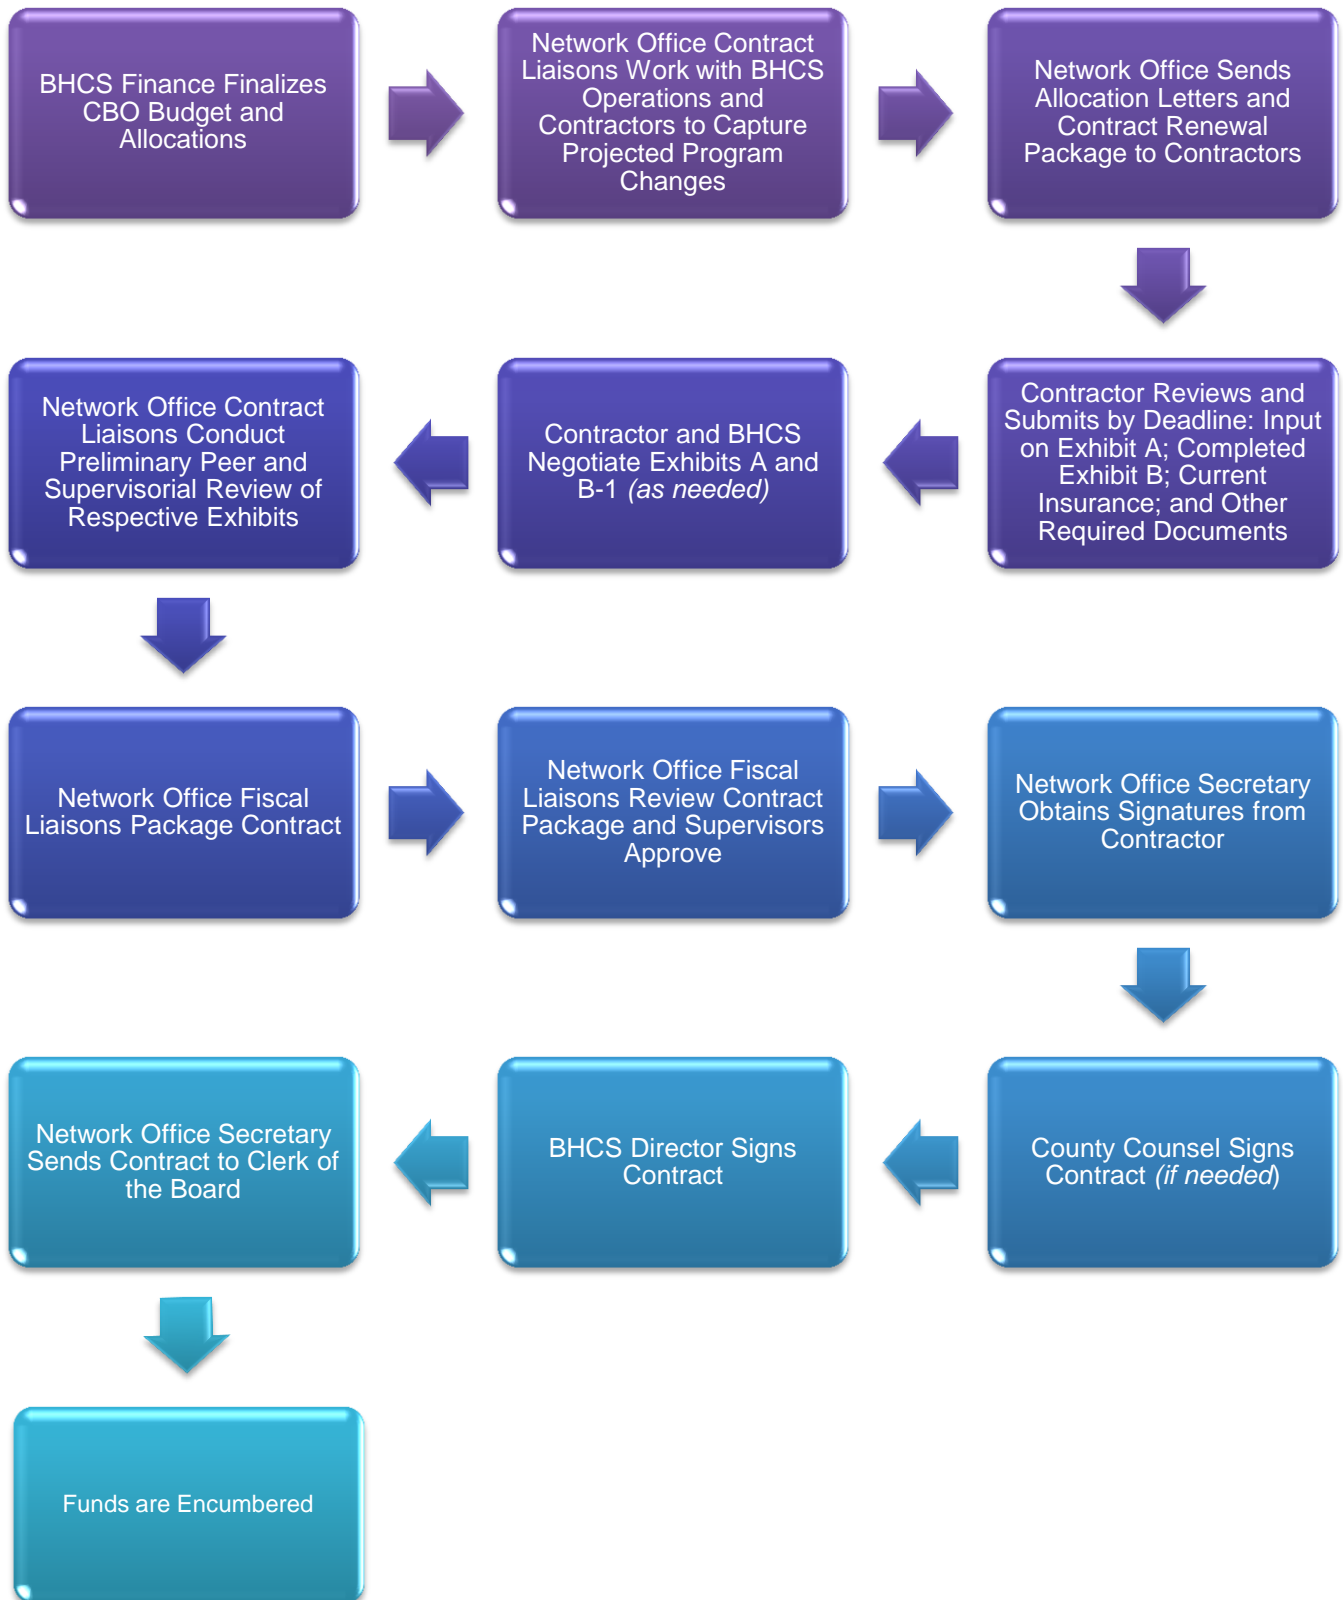 BHCS Finance Finalizes
CBO Budget and
Allocations
Network Office Contract
Liaisons Work with BHCS
Operations and
Contractors to Capture
Projected Program
Changes
Network Office Sends
Allocation Letters and
Contract Renewal
Package to Contractors
Contractor Reviews and
Submits by Deadline: Input
on Exhibit A; Completed
Exhibit B; Current
Insurance; and Other
Required Documents
Contractor and BHCS
Negotiate Exhibits A and
B-1 (as needed)
Network Office Contract
Liaisons Conduct
Preliminary Peer and
Supervisorial Review of
Respective Exhibits
Network Office Fiscal
Liaisons Package Contract
Network Office Fiscal
Liaisons Review Contract
Package and Supervisors
Approve
Network Office Secretary
Obtains Signatures from
Contractor
County Counsel Signs
Contract (if needed)
BHCS Director Signs
Contract
Network Office Secretary
Sends Contract to Clerk of
the Board
Funds are Encumbered